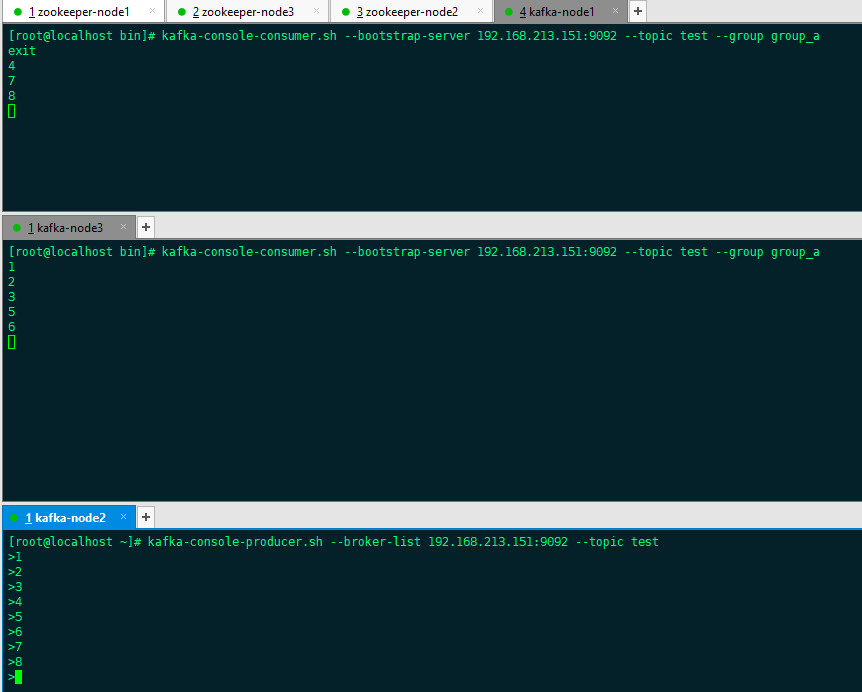 1 zookeeper-node1 × 2 zookeeper-node3 × 3 zookeeper-node2 × 4 kafka-node1 × +
[root@localhost bin]# kafka-console-consumer.sh --bootstrap-server 192.168.213.151:9092 --topic test --group group_a
exit
4
7
8
1 kafka-node3 × +
[root@localhost bin]# kafka-console-consumer.sh --bootstrap-server 192.168.213.151:9092 --topic test --group group_a
1
2
3
5
6
1 kafka-node2 × +
[root@localhost ~]# kafka-console-producer.sh --broker-list 192.168.213.151:9092 --topic test
>1
>2
>3
>4
>5
>6
>7
>8
>